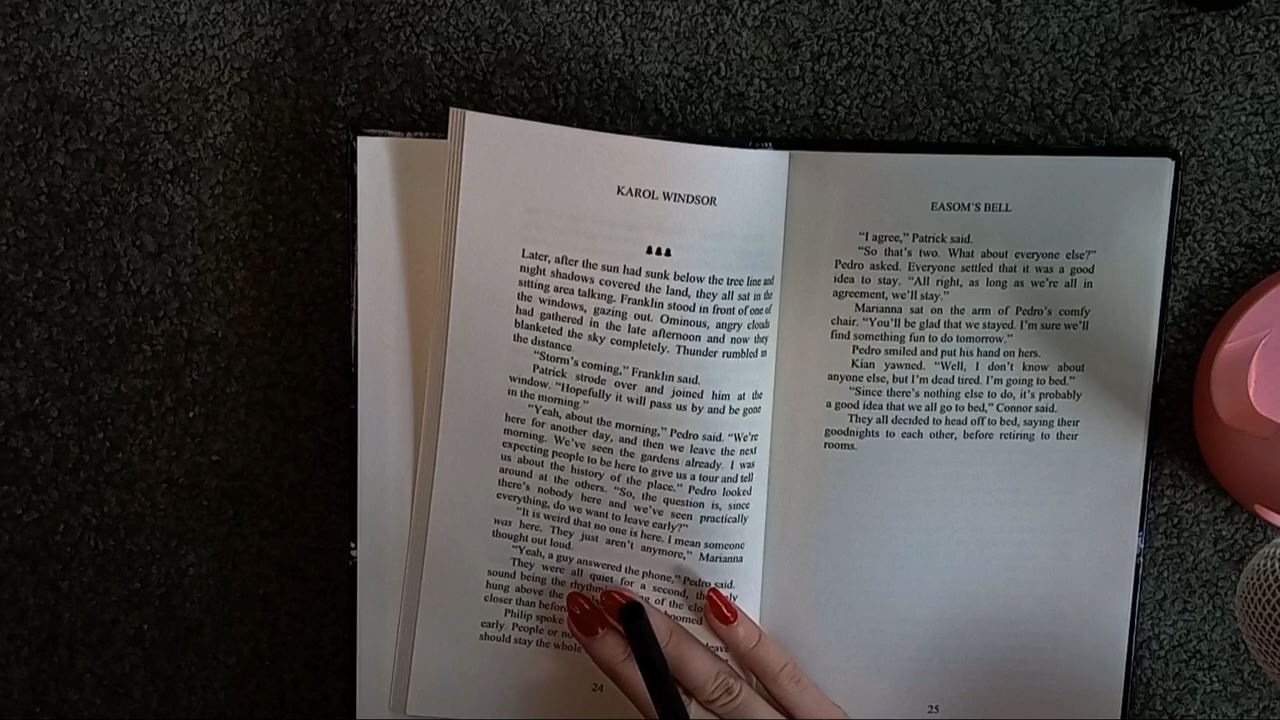 KAROL WINDSOR
Later, after the sun had sunk below the tree line and
night shadows covered the land, they all sat in the
sitting area talking. Franklin stood in front of one of
the windows, gazing out. Ominous, angry clouds
had gathered in the late afternoon and now they
blanketed the sky completely. Thunder rumbled in
the distance.
“Storm’s coming,” Franklin said.
Patrick strode over and joined him at the
window. “Hopefully it will pass us by and be gone
in the morning.”
“Yeah, about the morning,” Pedro said. “We’re
here for another day, and then we leave the next
morning. We’ve seen the gardens already. I was
expecting people to be here to give us a tour and tell
us about the history of the place.” Pedro looked
around at the others. “So, the question is, since
there’s nobody here and we’ve seen practically
everything, do we want to leave early?”
“It is weird that no one is here. I mean someone
was here. They just aren’t anymore,” Marianna
thought out loud.
“Yeah, a guy answered the phone,” Pedro said.
They were all quiet for a second, the
sound being the of the
hung above the boomed
closer than before
Philip spoke
early. People or no
should stay the whole
24
EASOM’S BELL
“I agree,” Patrick said.
“So that’s two. What about everyone else?”
Pedro asked. Everyone settled that it was a good
idea to stay. “All right, as long as we’re all in
agreement, we’ll stay.”
Marianna sat on the arm of Pedro’s comfy
chair. “You’ll be glad that we stayed. I’m sure we’ll
find something fun to do tomorrow.”
Pedro smiled and put his hand on hers.
Kian yawned. “Well, I don’t know about
anyone else, but I’m dead tired. I’m going to bed.”
“Since there’s nothing else to do, it’s probably
a good idea that we all go to bed,” Connor said.
They all decided to head off to bed, saying their
goodnights to each other, before retiring to their
rooms.
25